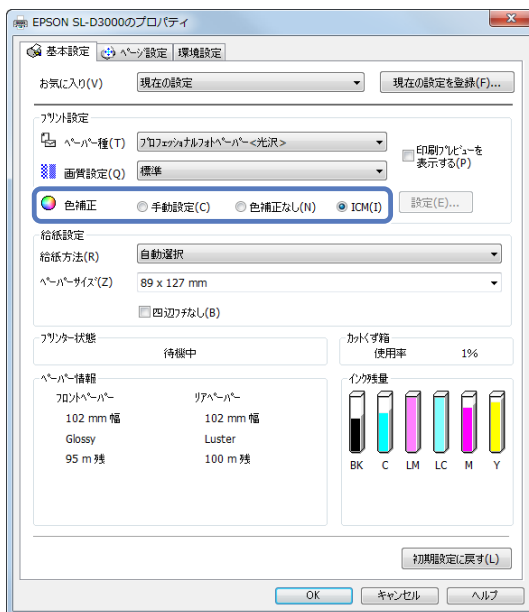 EPSON SL-D3000のプロパティ
基本設定 ページ設定 環境設定
お気に入り(V) 現在の設定 現在の設定を登録(F)...
プリント設定
ペーパー種(T) プロフェッショナルフォトペーパー<光沢>
印刷プレビューを
表示する(P)
画質設定(Q) 標準
色補正 手動設定(C) 色補正なし(N) ICM(I) 設定(E)...
給紙設定
給紙方法(R) 自動選択
ペーパーサイズ(Z) 89 x 127 mm
四辺フチなし(B)
プリンター状態 カットくず箱
待機中 使用率 1%
ペーパー情報 インク残量
フロントペーパー リアペーパー
102 mm 幅 102 mm 幅
Glossy Luster
95 m 残 100 m 残
BK C LM LC M Y
初期設定に戻す(L)
OK キャンセル ヘルプ